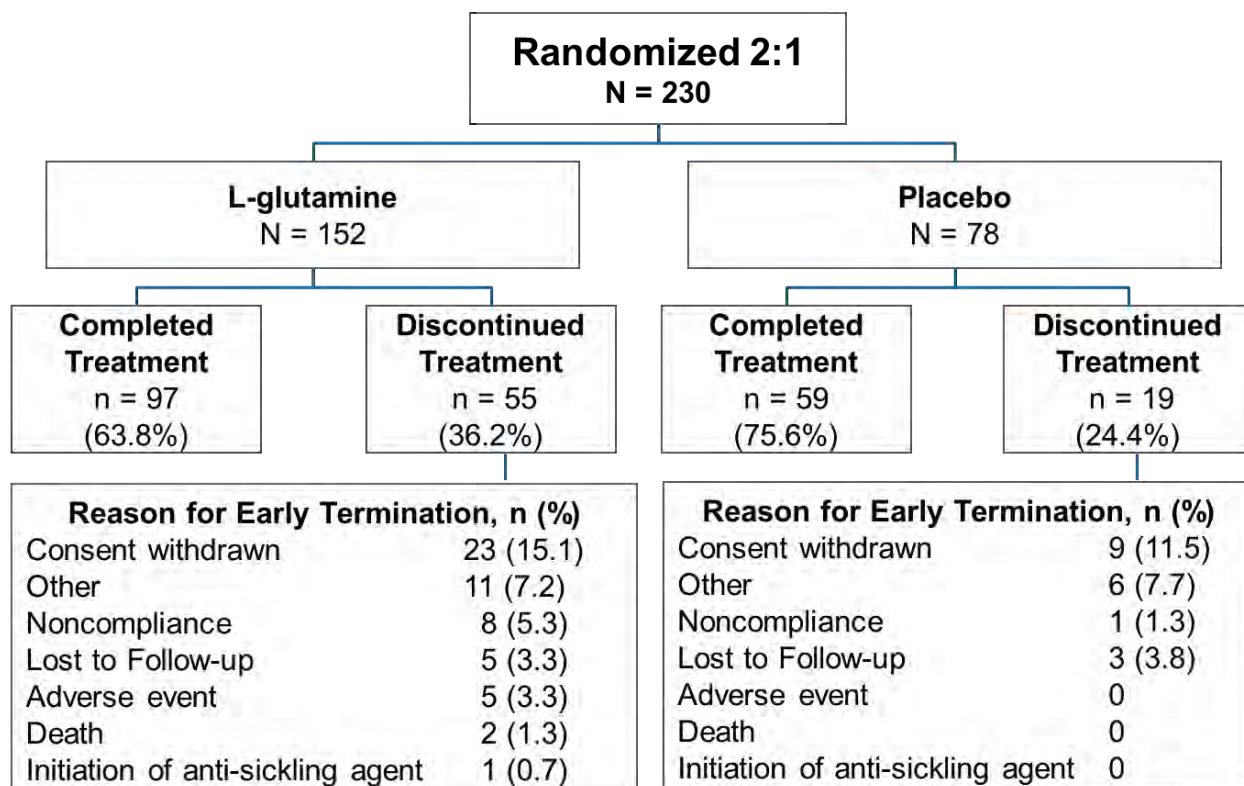 Randomized 2:1
N = 230
L-glutamine
N = 152
Placebo
N = 78
Completed
Treatment
n = 97
(63.8%)
Discontinued
Treatment
n = 55
(36.2%)
Completed
Treatment
n = 59
(75.6%)
Discontinued
Treatment
n = 19
(24.4%)
Reason for Early Termination, n (%)
Consent withdrawn 23 (15.1)
Other 11 (7.2)
Noncompliance 8 (5.3)
Lost to Follow-up 5 (3.3)
Adverse event 5 (3.3)
Death 2 (1.3)
Initiation of anti-sickling agent 1 (0.7)
Reason for Early Termination, n (%)
Consent withdrawn 9 (11.5)
Other 6 (7.7)
Noncompliance 1 (1.3)
Lost to Follow-up 3 (3.8)
Adverse event 0
Death 0
Initiation of anti-sickling agent 0